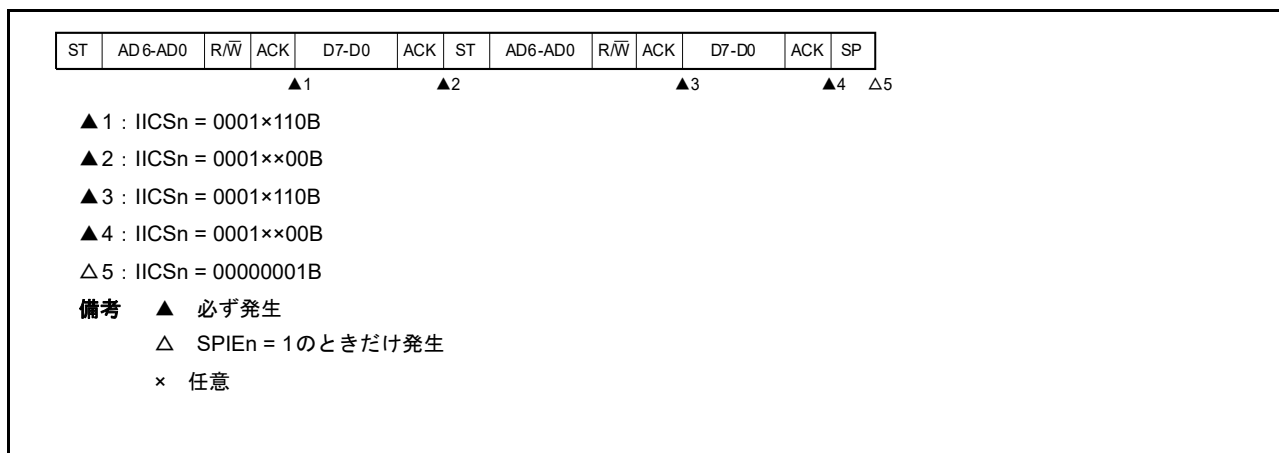 ST AD6-AD0 R/W̅ ACK D7-D0 ACK ST AD6-AD0 R/W̅ ACK D7-D0 ACK SP
▲1 ▲2 ▲3 ▲4 △5
▲1：IICSn = 0001×110B
▲2：IICSn = 0001××00B
▲3：IICSn = 0001×110B
▲4：IICSn = 0001××00B
△5：IICSn = 00000001B
備考 ▲ 必ず発生
△ SPIEn = 1のときだけ発生
× 任意